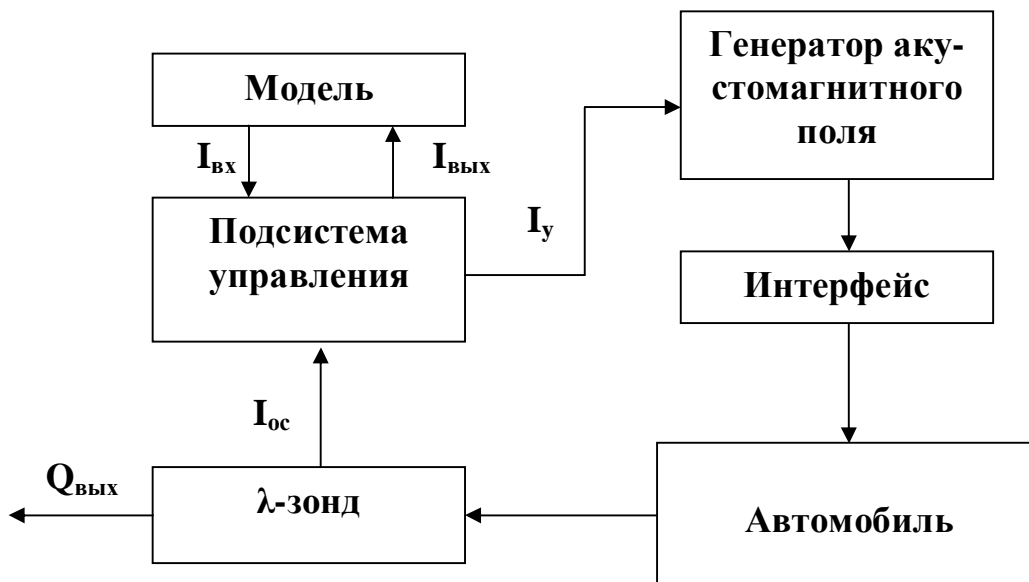 Модель
Генератор аку-
стомагнитного
поля
Iвх
Iвых
Подсистема
управления
Iу
Интерфейс
Iос
Qвых
λ-зонд
Автомобиль